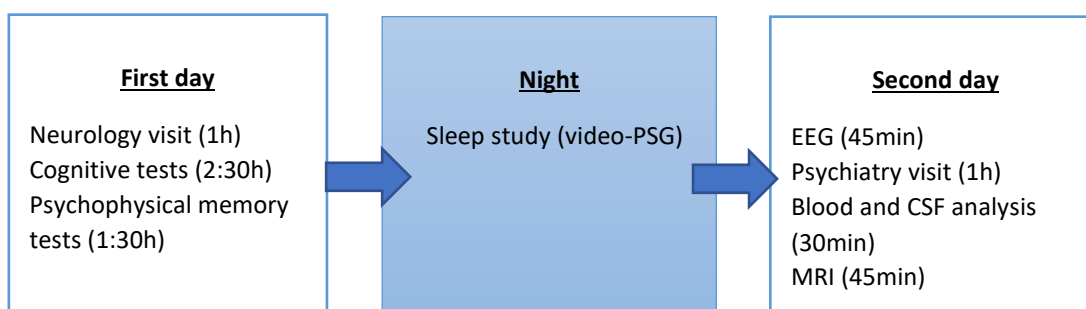 First day
Neurology visit (1h)
Cognitive tests (2:30h)
Psychophysical memory
tests (1:30h)
Night
Sleep study (video-PSG)
Second day
EEG (45min)
Psychiatry visit (1h)
Blood and CSF analysis
(30min)
MRI (45min)